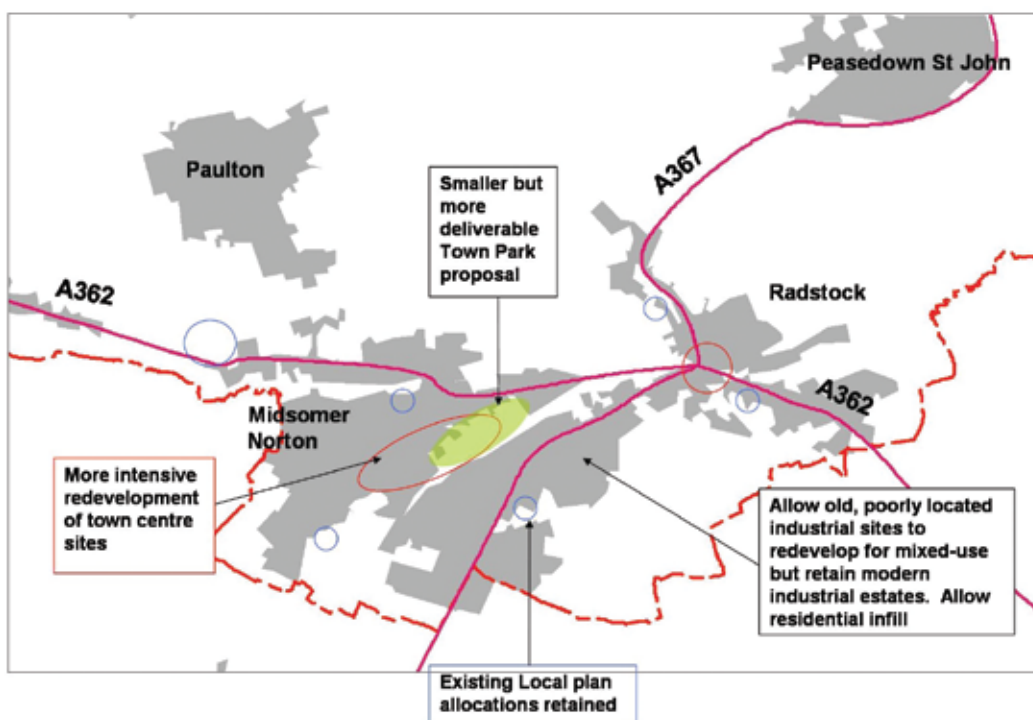 Peasedown St John
Paulton
A367
Smaller but
more
deliverable
Town Park
proposal
A362
Radstock
A362
Midsomer
Norton
More intensive
redevelopment
of town centre
sites
Allow old, poorly located
industrial sites to
redevelop for mixed-use
but retain modern
industrial estates. Allow
residential infill
Existing Local plan
allocations retained